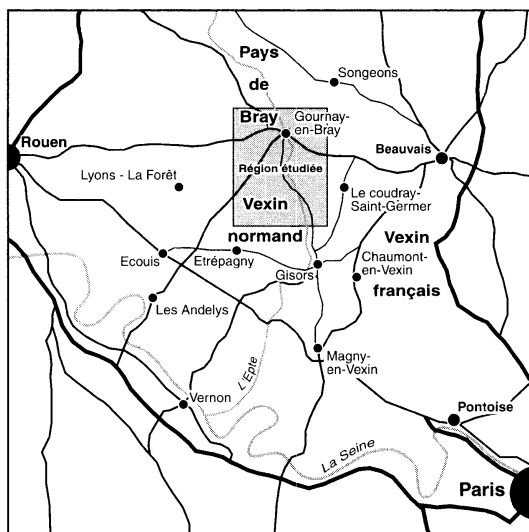 Pays
de
Bray
Songeons
Gournay-
en-Bray
Rouen
Beauvais
Région étudiée
Lyons - La Forêt
Le coudray-
Saint-Germer
Vexin
normand
Vexin
français
Ecouis
Etrépagny
Gisors
Chaumont-
en-Vexin
Les Andelys
Magny-
en-Vexin
L'Epte
Vernon
Pontoise
La Seine
Paris